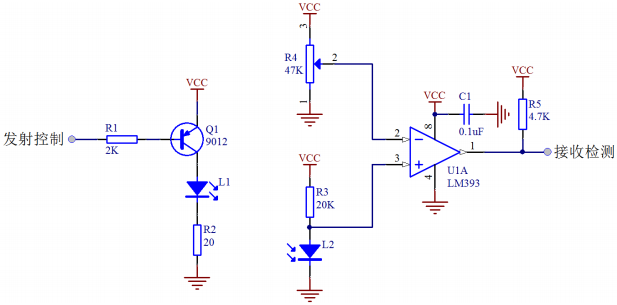 VCC
VCC
3
R4
47K
2
1
VCC
Q1
9012
发射控制
R1
2K
L1
R2
20
VCC
R3
20K
L2
VCC
C1
0.1uF
8
2
3
1
4
U1A
LM393
VCC
R5
4.7K
接收检测